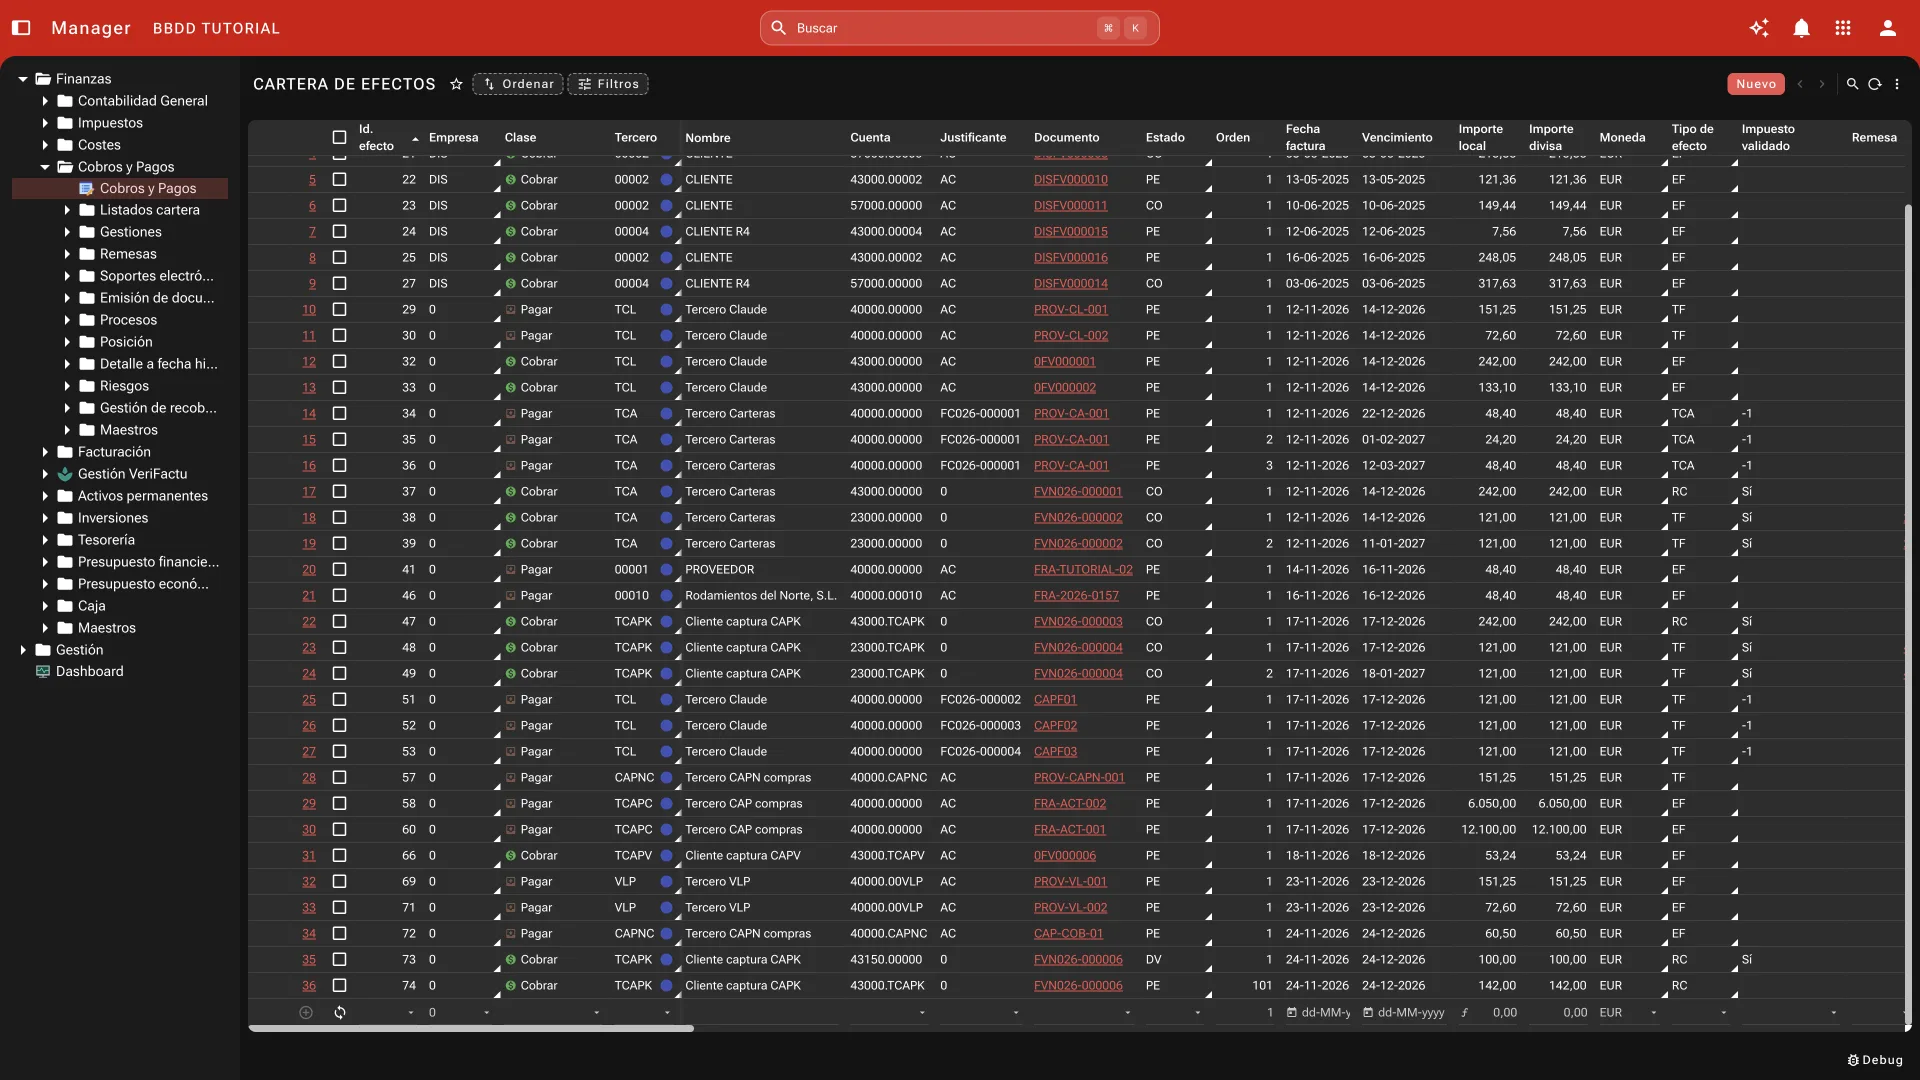 Manager BBDD TUTORIAL Buscar ⌘ K
Finanzas
Contabilidad General
Impuestos
Costes
Cobros y Pagos
Cobros y Pagos
Listados cartera
Gestiones
Remesas
Soportes electró...
Emisión de docu...
Procesos
Posición
Detalle a fecha hi...
Riesgos
Gestión de recob...
Maestros
Facturación
Gestión VeriFactu
Activos permanentes
Inversiones
Tesorería
Presupuesto financie...
Presupuesto econó...
Caja
Maestros
Gestión
Dashboard
CARTERA DE EFECTOS Ordenar Filtros Nuevo
Id. efecto Empresa Clase Tercero Nombre Cuenta Justificante Documento Estado Orden Fecha factura Vencimiento Importe local Importe divisa Moneda Tipo de efecto Impuesto validado Remesa
5 22 DIS Cobrar 00002 CLIENTE 43000.00002 AC DISFV000010 PE 1 13-05-2025 13-05-2025 121,36 121,36 EUR EF
6 23 DIS Cobrar 00002 CLIENTE 57000.00000 AC DISFV000011 CO 1 10-06-2025 10-06-2025 149,44 149,44 EUR EF
7 24 DIS Cobrar 00004 CLIENTE R4 43000.00004 AC DISFV000015 PE 1 12-06-2025 12-06-2025 7,56 7,56 EUR EF
8 25 DIS Cobrar 00002 CLIENTE 43000.00002 AC DISFV000016 PE 1 16-06-2025 16-06-2025 248,05 248,05 EUR EF
9 27 DIS Cobrar 00004 CLIENTE R4 57000.00000 AC DISFV000014 CO 1 03-06-2025 03-06-2025 317,63 317,63 EUR EF
10 29 0 Pagar TCL Tercero Claude 40000.00000 AC PROV-CL-001 PE 1 12-11-2026 14-12-2026 151,25 151,25 EUR TF
11 30 0 Pagar TCL Tercero Claude 40000.00000 AC PROV-CL-002 PE 1 12-11-2026 14-12-2026 72,60 72,60 EUR TF
12 32 0 Cobrar TCL Tercero Claude 43000.00000 AC 0FV000001 PE 1 12-11-2026 14-12-2026 242,00 242,00 EUR EF
13 33 0 Cobrar TCL Tercero Claude 43000.00000 AC 0FV000002 PE 1 12-11-2026 14-12-2026 133,10 133,10 EUR EF
14 34 0 Pagar TCA Tercero Carteras 40000.00000 FC026-000001 PROV-CA-001 PE 1 12-11-2026 22-12-2026 48,40 48,40 EUR TCA -1
15 35 0 Pagar TCA Tercero Carteras 40000.00000 FC026-000001 PROV-CA-001 PE 2 12-11-2026 01-02-2027 24,20 24,20 EUR TCA -1
16 36 0 Pagar TCA Tercero Carteras 40000.00000 FC026-000001 PROV-CA-001 PE 3 12-11-2026 12-03-2027 48,40 48,40 EUR TCA -1
17 37 0 Cobrar TCA Tercero Carteras 43000.00000 0 FVN026-000001 CO 1 12-11-2026 14-12-2026 242,00 242,00 EUR RC Sí
18 38 0 Cobrar TCA Tercero Carteras 23000.00000 0 FVN026-000002 CO 1 12-11-2026 14-12-2026 121,00 121,00 EUR TF Sí
19 39 0 Cobrar TCA Tercero Carteras 23000.00000 0 FVN026-000002 CO 2 12-11-2026 11-01-2027 121,00 121,00 EUR TF Sí
20 41 0 Pagar 00001 PROVEEDOR 40000.00000 AC FRA-TUTORIAL-02 PE 1 14-11-2026 16-11-2026 48,40 48,40 EUR EF
21 46 0 Pagar 00010 Rodamientos del Norte, S.L. 40000.00010 AC FRA-2026-0157 PE 1 16-11-2026 16-12-2026 48,40 48,40 EUR EF
22 47 0 Cobrar TCAPK Cliente captura CAPK 43000.TCAPK 0 FVN026-000003 CO 1 17-11-2026 17-12-2026 242,00 242,00 EUR RC Sí
23 48 0 Cobrar TCAPK Cliente captura CAPK 23000.TCAPK 0 FVN026-000004 CO 1 17-11-2026 17-12-2026 121,00 121,00 EUR TF Sí
24 49 0 Cobrar TCAPK Cliente captura CAPK 23000.TCAPK 0 FVN026-000004 CO 2 17-11-2026 18-01-2027 121,00 121,00 EUR TF Sí
25 51 0 Pagar TCL Tercero Claude 40000.00000 FC026-000002 CAPF01 PE 1 17-11-2026 17-12-2026 121,00 121,00 EUR TF -1
26 52 0 Pagar TCL Tercero Claude 40000.00000 FC026-000003 CAPF02 PE 1 17-11-2026 17-12-2026 121,00 121,00 EUR TF -1
27 53 0 Pagar TCL Tercero Claude 40000.00000 FC026-000004 CAPF03 PE 1 17-11-2026 17-12-2026 121,00 121,00 EUR TF -1
28 57 0 Pagar CAPNC Tercero CAPN compras 40000.CAPNC AC PROV-CAPN-001 PE 1 17-11-2026 17-12-2026 151,25 151,25 EUR TF
29 58 0 Pagar TCAPC Tercero CAP compras 40000.00000 AC FRA-ACT-002 PE 1 17-11-2026 17-12-2026 6.050,00 6.050,00 EUR EF
30 60 0 Pagar TCAPC Tercero CAP compras 40000.00000 AC FRA-ACT-001 PE 1 17-11-2026 17-12-2026 12.100,00 12.100,00 EUR EF
31 66 0 Cobrar TCAPV Cliente captura CAPV 43000.TCAPV AC 0FV000006 PE 1 18-11-2026 18-12-2026 53,24 53,24 EUR EF
32 69 0 Pagar VLP Tercero VLP 40000.00VLP AC PROV-VL-001 PE 1 23-11-2026 23-12-2026 151,25 151,25 EUR EF
33 71 0 Pagar VLP Tercero VLP 40000.00VLP AC PROV-VL-002 PE 1 23-11-2026 23-12-2026 72,60 72,60 EUR EF
34 72 0 Pagar CAPNC Tercero CAPN compras 40000.CAPNC AC CAP-COB-01 PE 1 24-11-2026 24-12-2026 60,50 60,50 EUR EF
35 73 0 Cobrar TCAPK Cliente captura CAPK 43150.00000 0 FVN026-000006 DV 1 24-11-2026 24-12-2026 100,00 100,00 EUR RC Sí
36 74 0 Cobrar TCAPK Cliente captura CAPK 43000.TCAPK 0 FVN026-000006 PE 101 24-11-2026 24-12-2026 142,00 142,00 EUR RC
0 1 dd-MM-y dd-MM-yyyy 0,00 0,00 EUR
Debug